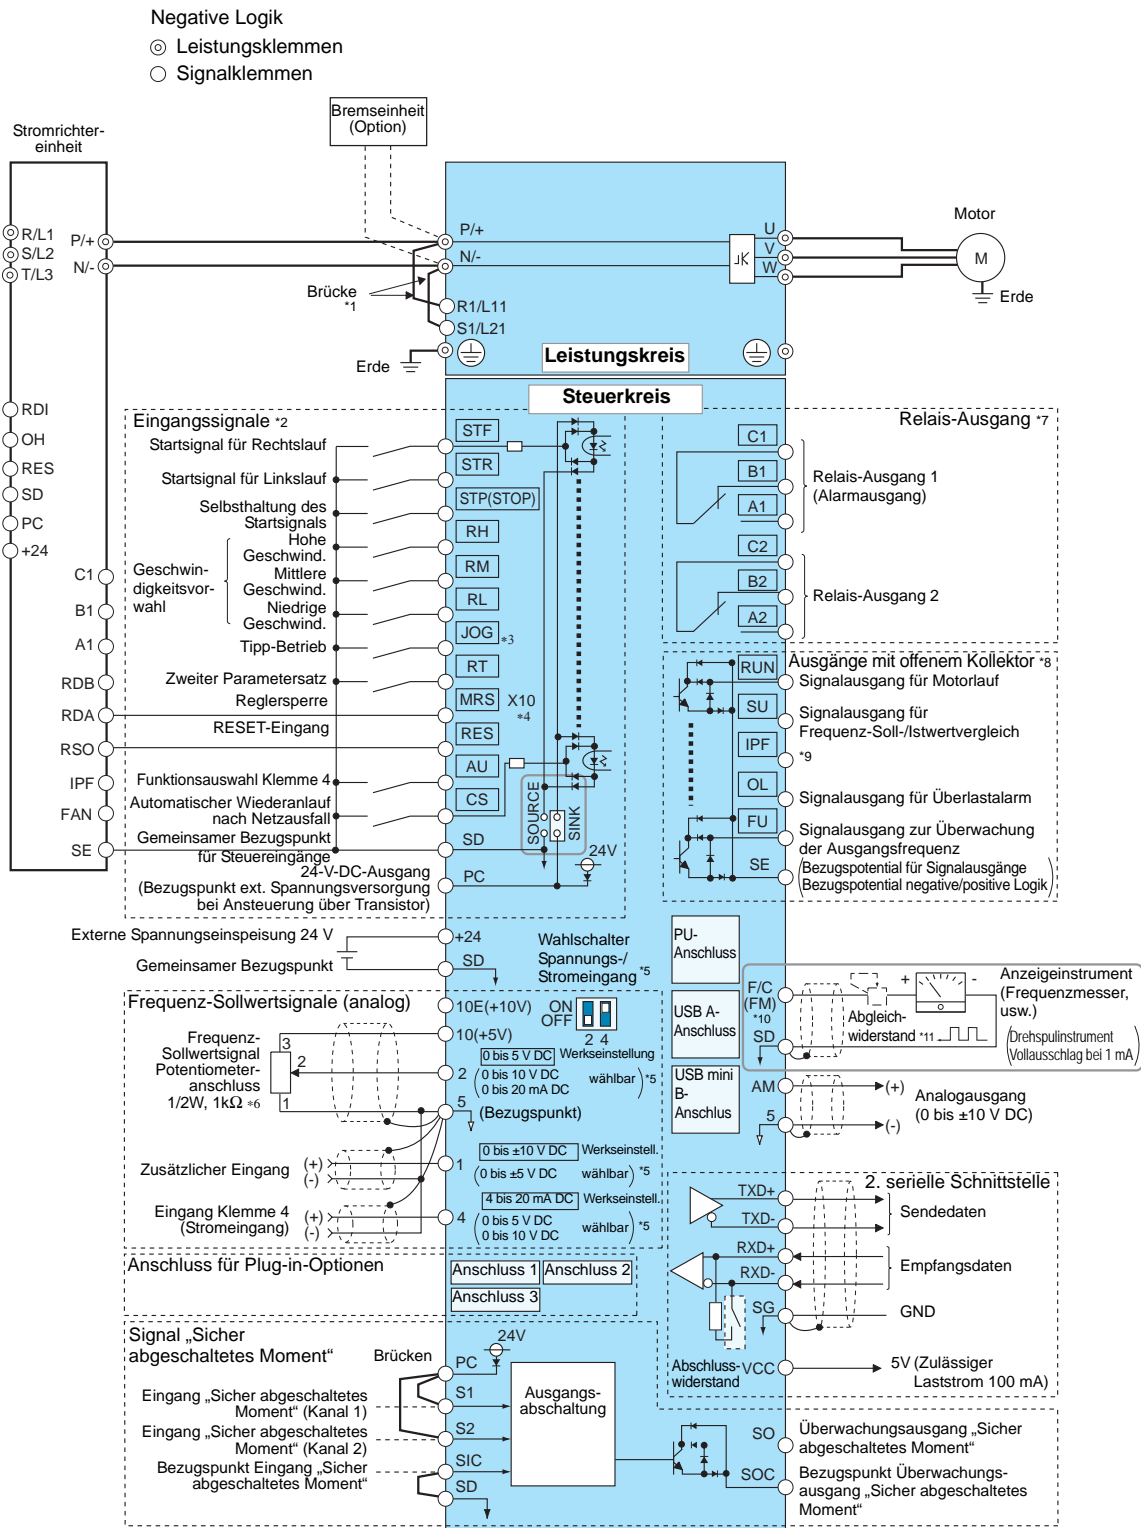 Negative Logik
Leistungsklemmen
Signalklemmen
Bremseinheit
(Option)
Stromrichter-
einheit
R/L1
S/L2
T/L3
P/+
N/-
P/+
N/-
Brücke
*1
R1/L11
S1/L21
Erde
Leistungskreis
U
V
W
Motor
M
Erde
Steuerkreis
RDI
OH
RES
SD
PC
+24
C1
B1
A1
RDB
RDA
RSO
IPF
FAN
SE
Eingangssignale *2
Startsignal für Rechtslauf
Startsignal für Linkslauf
Selbsthaltung des
Startsignals
Geschwin-
digkeitsvor-
wahl
Hohe
Geschwind.
Mittlere
Geschwind.
Niedrige
Geschwind.
Tipp-Betrieb
Zweiter Parametersatz
Reglersperre
RESET-Eingang
Funktionsauswahl Klemme 4
Automatischer Wiederanlauf
nach Netzausfall
Gemeinsamer Bezugspunkt
für Steuereingänge
24-V-DC-Ausgang
(Bezugspunkt ext. Spannungsversorgung
bei Ansteuerung über Transistor)
STF
STR
STP(STOP)
RH
RM
RL
JOG *3
RT
MRS X10
*4
RES
AU
CS
SD
PC
SOURCE
SINK
24V
Relais-Ausgang *7
C1
B1
A1
Relais-Ausgang 1
(Alarmausgang)
C2
B2
A2
Relais-Ausgang 2
Ausgänge mit offenem Kollektor *8
RUN
Signalausgang für Motorlauf
SU
Signalausgang für
Frequenz-Soll-/Istwertvergleich
IPF
*9
OL
Signalausgang für Überlastalarm
FU
Signalausgang zur Überwachung
der Ausgangsfrequenz
SE
(Bezugspotential für Signalausgänge
Bezugspotential negative/positive Logik)
Externe Spannungseinspeisung 24 V
Gemeinsamer Bezugspunkt
+24
SD
Wahlschalter
Spannungs-/
Stromeingang *5
ON
OFF
2 4
PU-
Anschluss
USB A-
Anschluss
USB mini
B-
Anschlus
Frequenz-Sollwertsignale (analog)
Frequenz-
Sollwertsignal
Potentiometer-
anschluss
1/2W, 1kΩ *6
3
2
1
10E(+10V)
10(+5V)
2
0 bis 5 V DC Werkseinstellung
(0 bis 10 V DC
0 bis 20 mA DC wählbar) *5
5
(Bezugspunkt)
Zusätzlicher Eingang
(+)
(-)
1
0 bis ±10 V DC Werkseinstell.
(0 bis ±5 V DC wählbar) *5
Eingang Klemme 4
(Stromeingang)
(+)
(-)
4
4 bis 20 mA DC Werkseinstell.
(0 bis 5 V DC
0 bis 10 V DC wählbar) *5
F/C
(FM)
*10
SD
+
-
Abgleich-
widerstand *11
Anzeigeinstrument
(Frequenzmesser,
usw.)
(Drehspulinstrument
Vollausschlag bei 1 mA)
AM
5
(+)
(-)
Analogausgang
(0 bis ±10 V DC)
2. serielle Schnittstelle
TXD+
TXD-
Sendedaten
RXD+
RXD-
Empfangsdaten
SG
GND
Abschluss-
widerstand
VCC
5V (Zulässiger
Laststrom 100 mA)
Anschluss für Plug-in-Optionen
Anschluss 1
Anschluss 2
Anschluss 3
Signal „Sicher
abgeschaltetes Moment“
Brücken
Eingang „Sicher abgeschaltetes
Moment“ (Kanal 1)
Eingang „Sicher abgeschaltetes
Moment“ (Kanal 2)
Bezugspunkt Eingang „Sicher
abgeschaltetes Moment“
PC
24V
S1
S2
SIC
SD
Ausgangs-
abschaltung
SO
Überwachungsausgang „Sicher
abgeschaltetes Moment“
SOC
Bezugspunkt Überwachungs-
ausgang „Sicher abgeschaltetes
Moment“